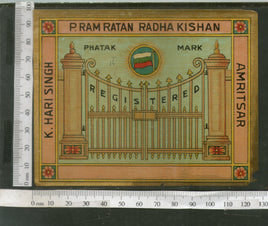 P. RAM RATAN RADHA KISHAN
PHATAK MARK
REGISTERED
K. HARI SINGH
AMRITSAR